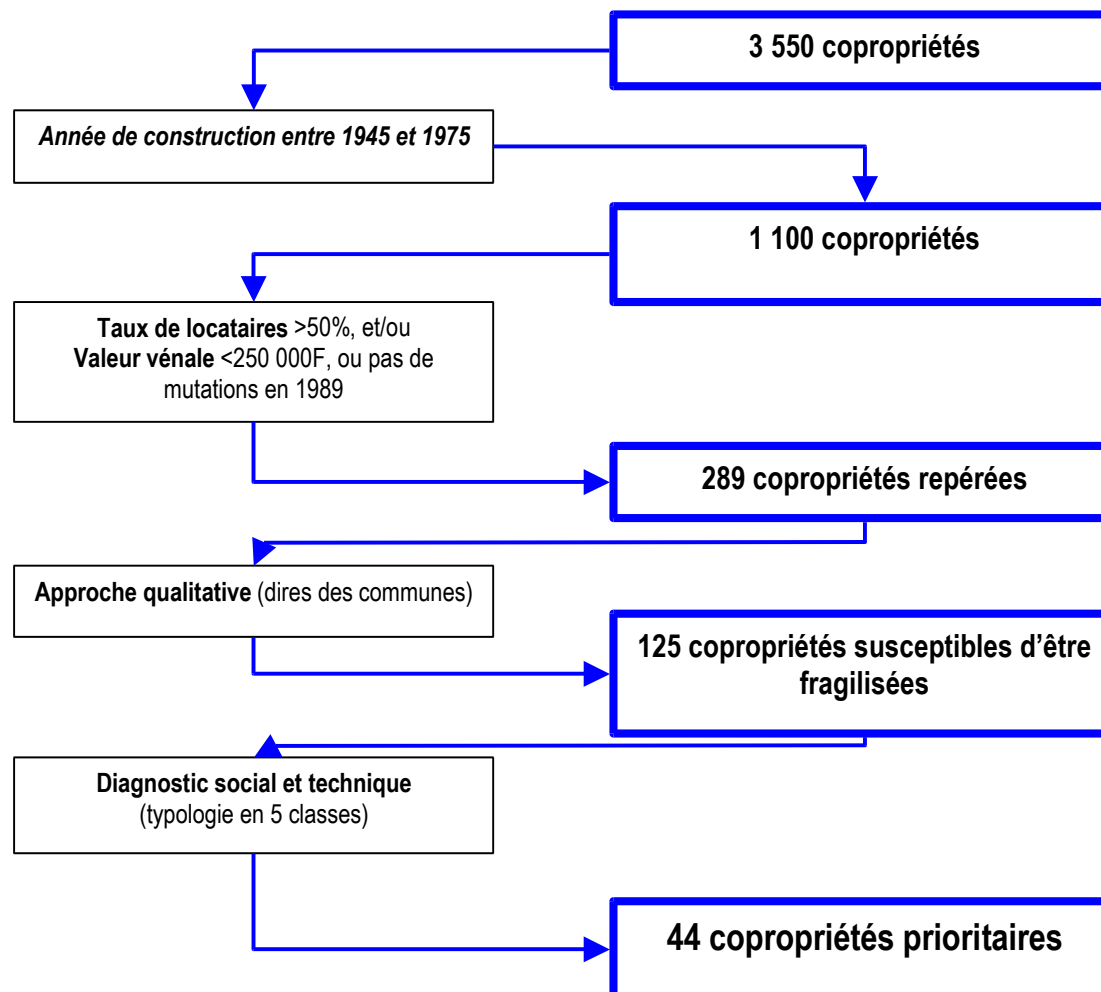 3 550 copropriétés
Année de construction entre 1945 et 1975
1 100 copropriétés
Taux de locataires >50%, et/ou
Valeur vénale <250 000F, ou pas de
mutations en 1989
289 copropriétés repérées
Approche qualitative (dires des communes)
125 copropriétés susceptibles d’être
fragilisées
Diagnostic social et technique
(typologie en 5 classes)
44 copropriétés prioritaires